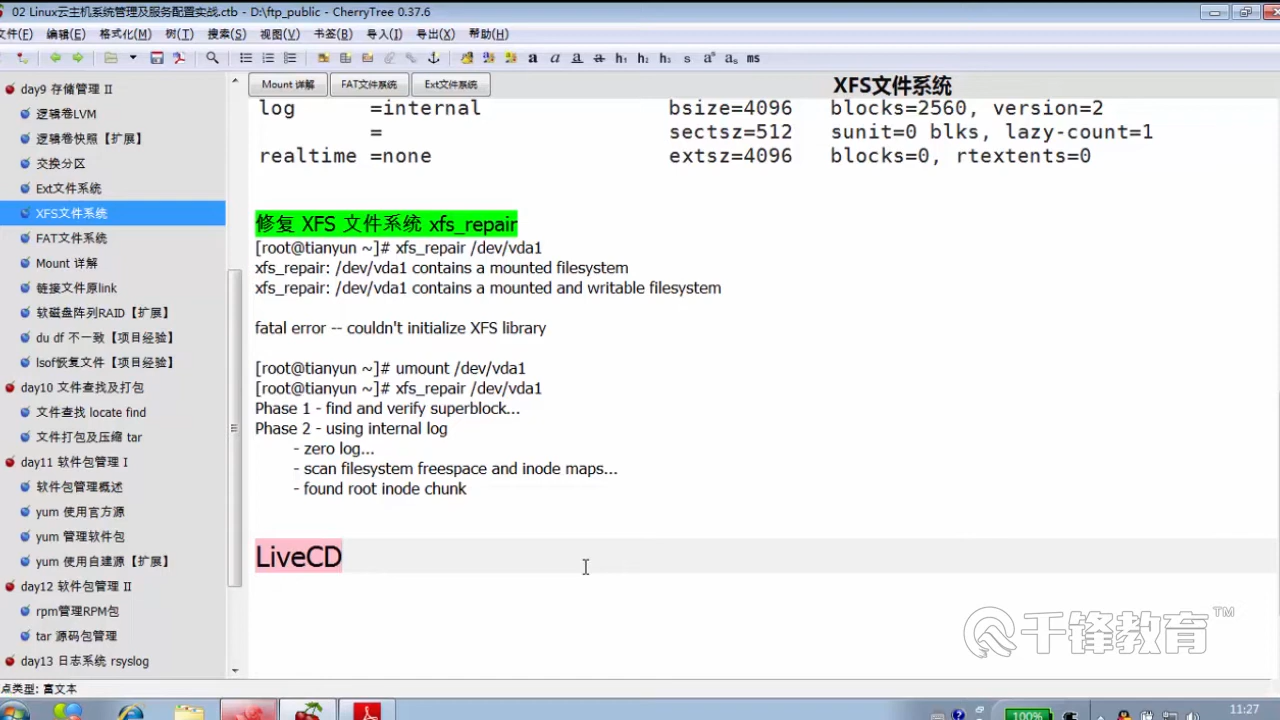 02 Linux云主机系统管理及服务配置实战.ctb - D:\ftp_public - CherryTree 0.37.6
文件(F) 编辑(E) 格式化(M) 树(T) 搜索(S) 视图(V) 书签(B) 导入(I) 导出(X) 帮助(H)
a a a a h₁ h₂ h₃ s aˢ aₛ ms
day9 存储管理 II
逻辑卷LVM
逻辑卷快照【扩展】
交换分区
Ext文件系统
XFS文件系统
FAT文件系统
Mount 详解
链接文件原link
软磁盘阵列RAID【扩展】
du df 不一致【项目经验】
lsof恢复文件【项目经验】
day10 文件查找及打包
文件查找 locate find
文件打包及压缩 tar
day11 软件包管理 I
软件包管理概述
yum 使用官方源
yum 管理软件包
yum 使用自建源【扩展】
day12 软件包管理 II
rpm管理RPM包
tar 源码包管理
day13 日志系统 rsyslog
Mount 详解 FAT文件系统 Ext文件系统 XFS文件系统
log =internal bsize=4096 blocks=2560, version=2
= sectsz=512 sunit=0 blks, lazy-count=1
realtime =none extsz=4096 blocks=0, rtextents=0
修复 XFS 文件系统 xfs_repair
[root@tianyun ~]# xfs_repair /dev/vda1
xfs_repair: /dev/vda1 contains a mounted filesystem
xfs_repair: /dev/vda1 contains a mounted and writable filesystem
fatal error -- couldn't initialize XFS library
[root@tianyun ~]# umount /dev/vda1
[root@tianyun ~]# xfs_repair /dev/vda1
Phase 1 - find and verify superblock...
Phase 2 - using internal log
- zero log...
- scan filesystem freespace and inode maps...
- found root inode chunk
LiveCD
千锋教育™
点类型: 富文本
100%
11:27